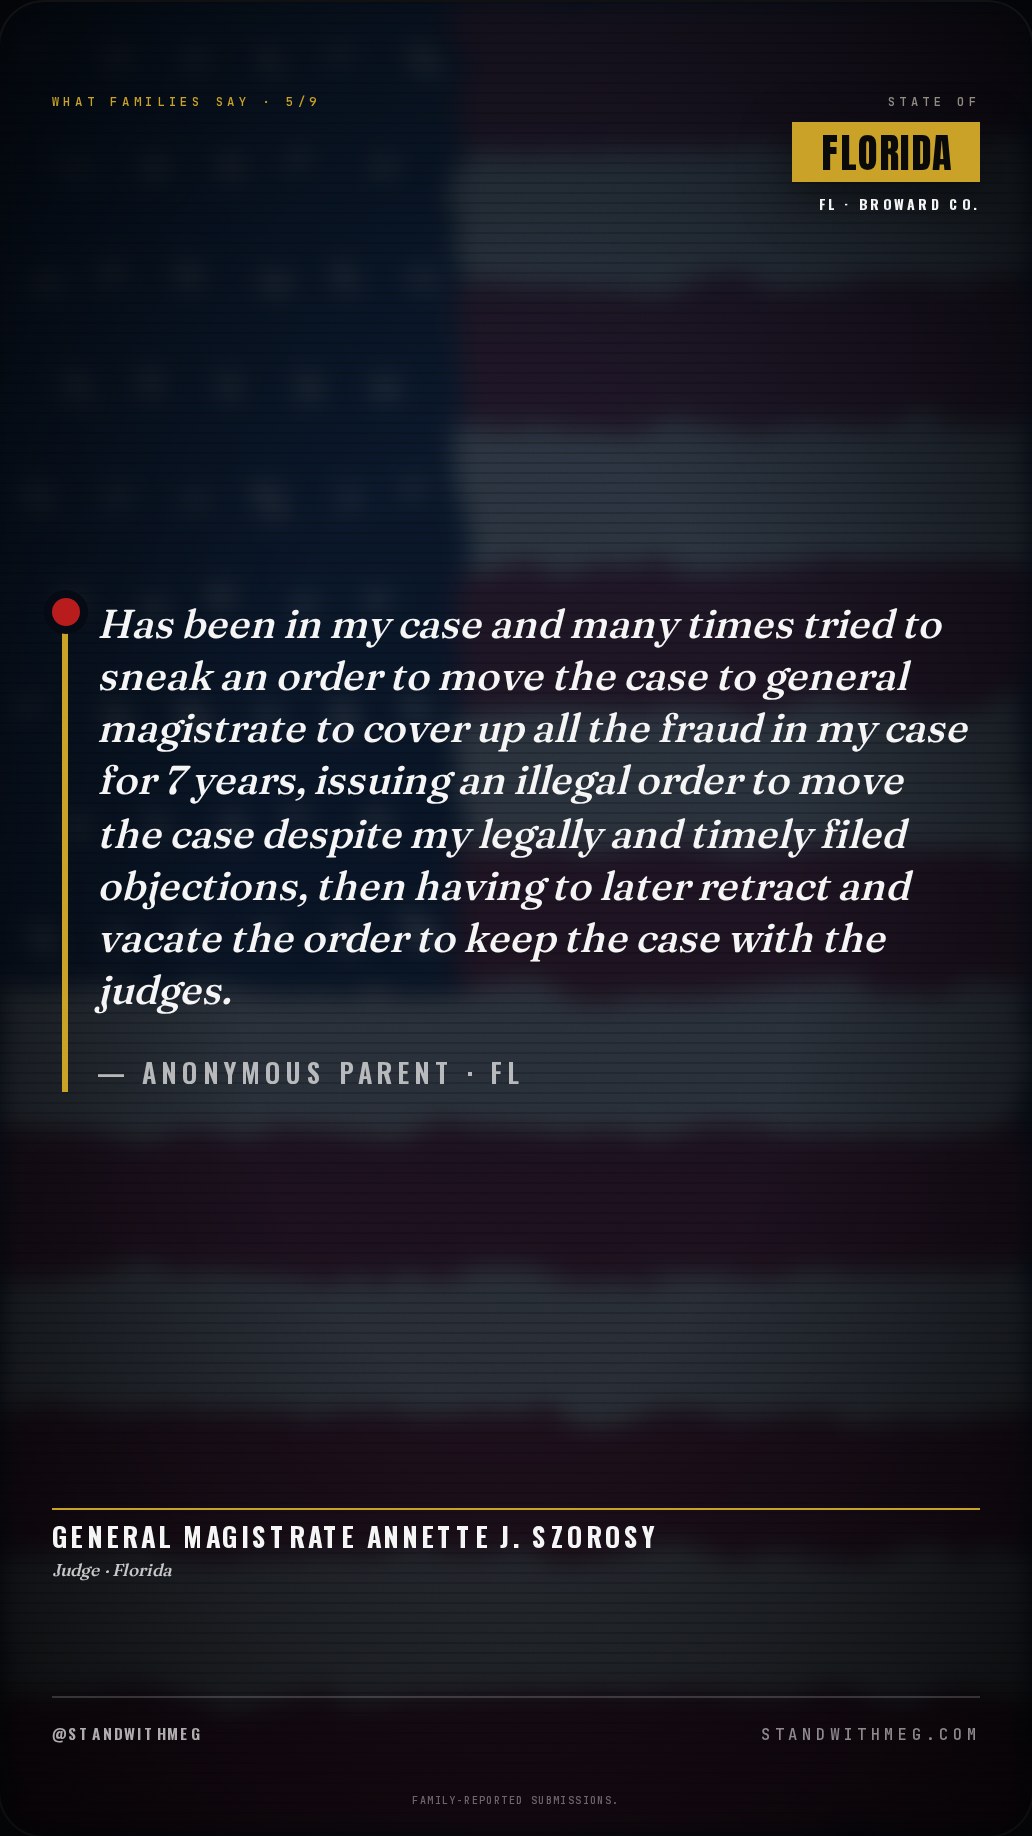 WHAT FAMILIES SAY · 5/9
STATE OF
FLORIDA
FL · BROWARD CO.
Has been in my case and many times tried to
sneak an order to move the case to general
magistrate to cover up all the fraud in my case
for 7 years, issuing an illegal order to move
the case despite my legally and timely filed
objections, then having to later retract and
vacate the order to keep the case with the
judges.
— ANONYMOUS PARENT · FL
GENERAL MAGISTRATE ANNETTE J. SZOROSY
Judge · Florida
@STANDWITHMEG
STANDWITHMEG.COM
FAMILY-REPORTED SUBMISSIONS.